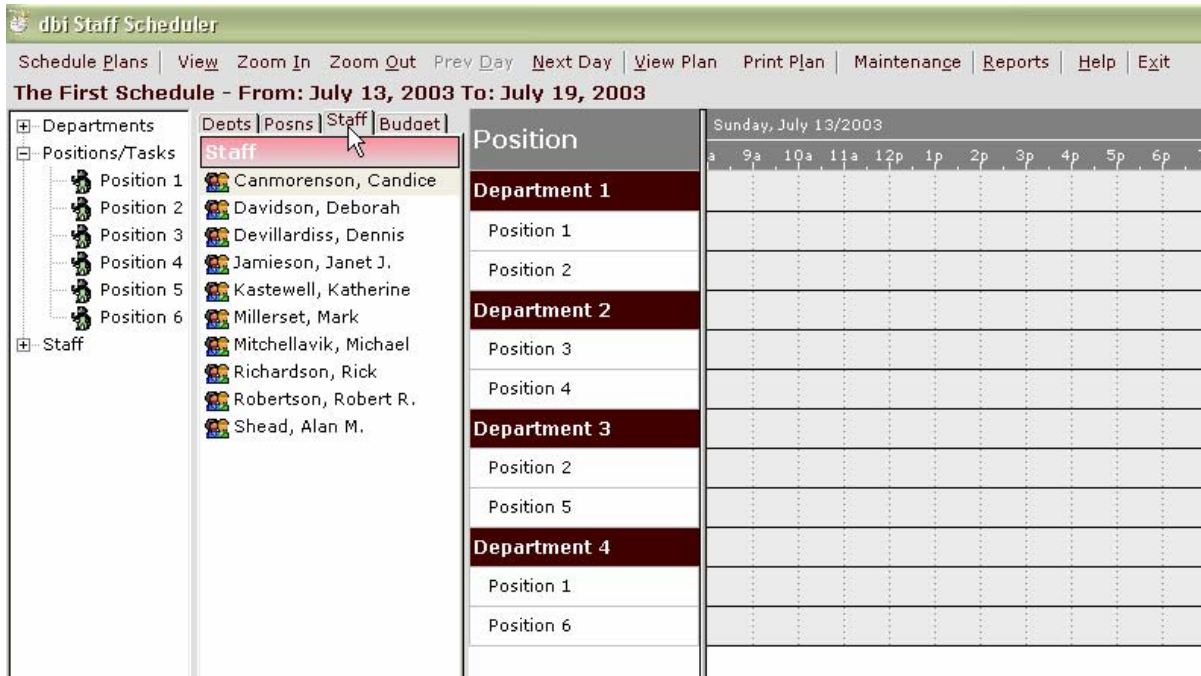 dbi Staff Scheduler
Schedule Plans View Zoom In Zoom Out Prev Day Next Day View Plan Print Plan Maintenance Reports Help Exit
The First Schedule - From: July 13, 2003 To: July 19, 2003
Departments
Positions/Tasks
Position 1
Position 2
Position 3
Position 4
Position 5
Position 6
Staff
Depts Posns Staff Budget
Staff
Canmorenson, Candice
Davidson, Deborah
Devillardiss, Dennis
Jamieson, Janet J.
Kastewell, Katherine
Millerset, Mark
Mitchellavik, Michael
Richardson, Rick
Robertson, Robert R.
Shead, Alan M.
Position
Department 1
Position 1
Position 2
Department 2
Position 3
Position 4
Department 3
Position 2
Position 5
Department 4
Position 1
Position 6
Sunday, July 13/2003
a 9a 10a 11a 12p 1p 2p 3p 4p 5p 6p